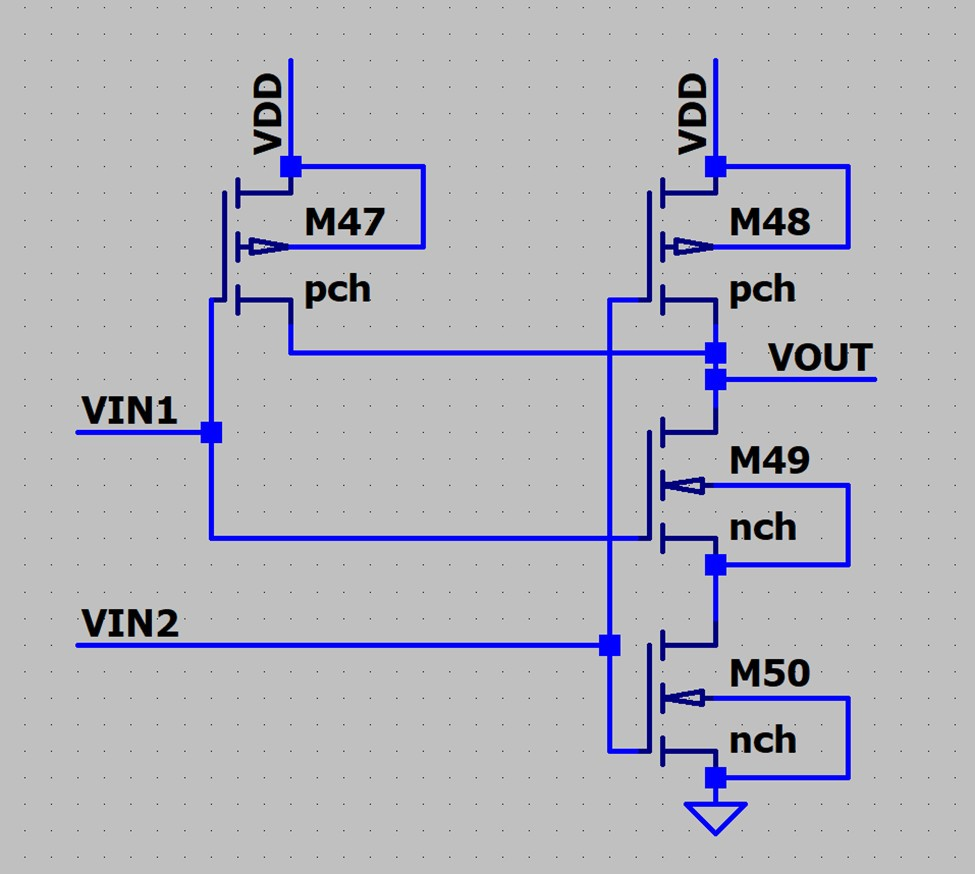 VDD
VDD
M47
pch
M48
pch
VOUT
VIN1
M49
nch
VIN2
M50
nch